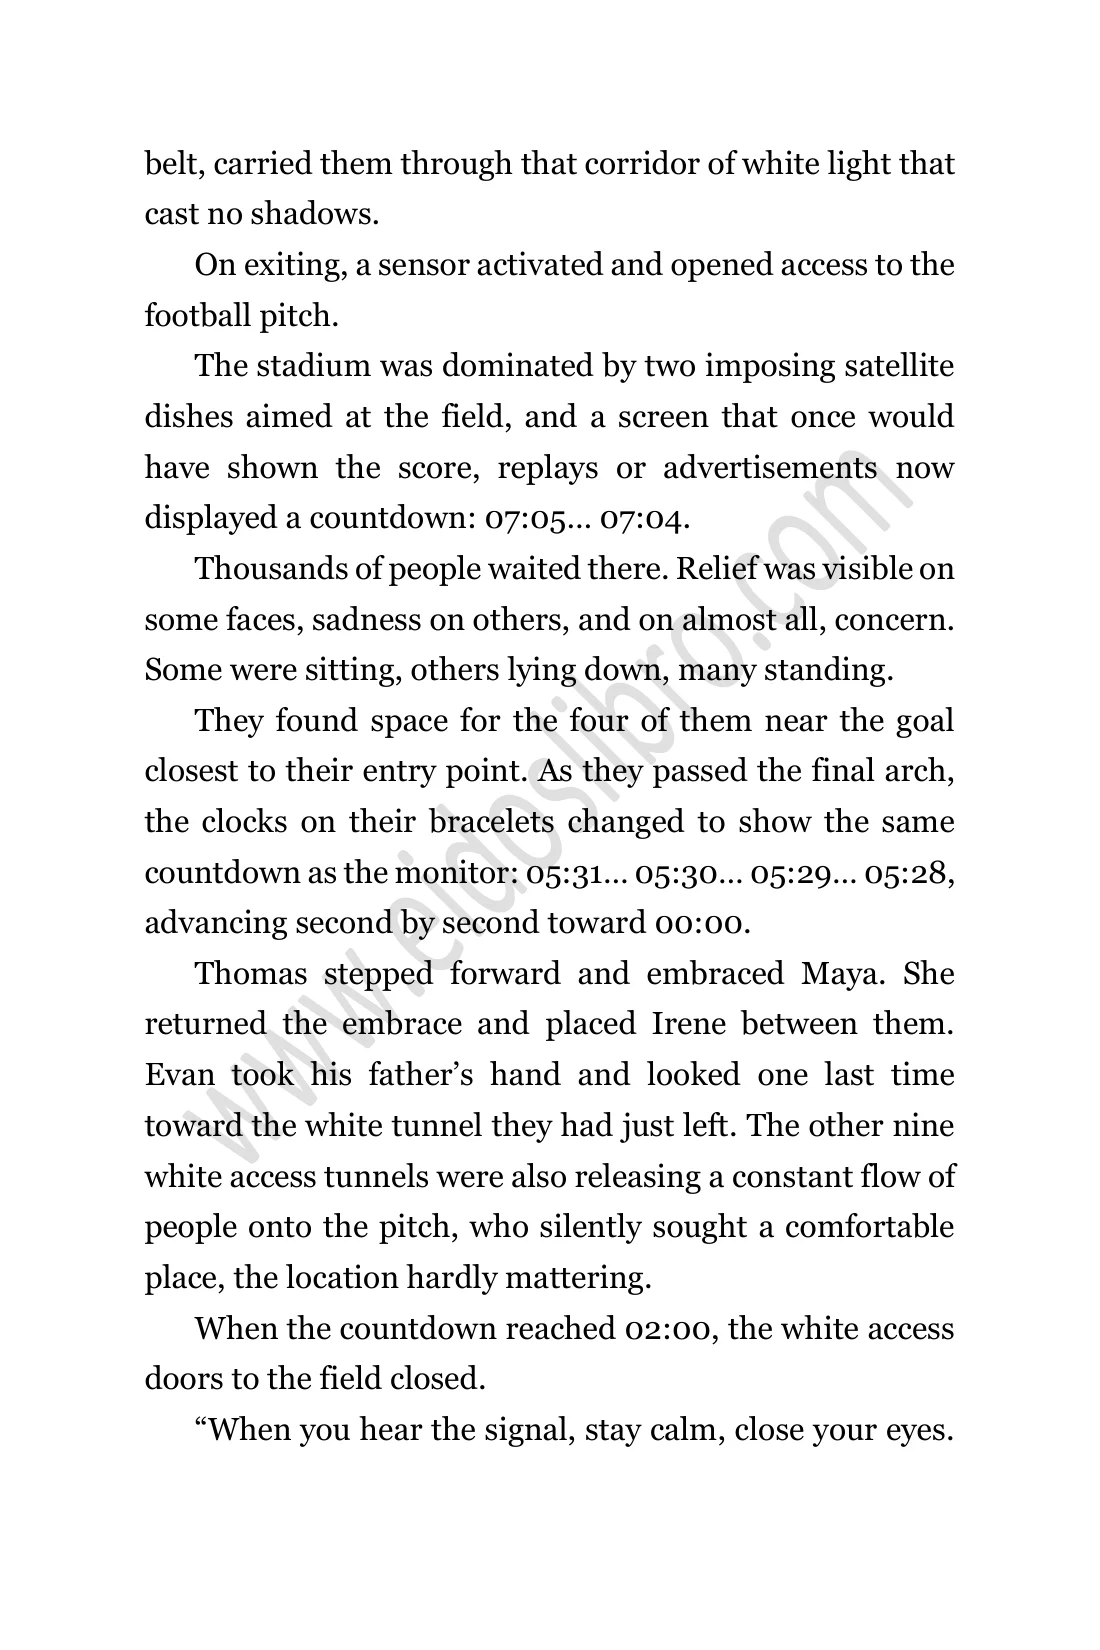 belt, carried them through that corridor of white light that
cast no shadows.
On exiting, a sensor activated and opened access to the
football pitch.
The stadium was dominated by two imposing satellite
dishes aimed at the field, and a screen that once would
have shown the score, replays or advertisements now
displayed a countdown: 07:05... 07:04.
Thousands of people waited there. Relief was visible on
some faces, sadness on others, and on almost all, concern.
Some were sitting, others lying down, many standing.
They found space for the four of them near the goal
closest to their entry point. As they passed the final arch,
the clocks on their bracelets changed to show the same
countdown as the monitor: 05:31... 05:30... 05:29... 05:28,
advancing second by second toward 00:00.
Thomas stepped forward and embraced Maya. She
returned the embrace and placed Irene between them.
Evan took his father’s hand and looked one last time
toward the white tunnel they had just left. The other nine
white access tunnels were also releasing a constant flow of
people onto the pitch, who silently sought a comfortable
place, the location hardly mattering.
When the countdown reached 02:00, the white access
doors to the field closed.
“When you hear the signal, stay calm, close your eyes.
www.eidoslibro.com